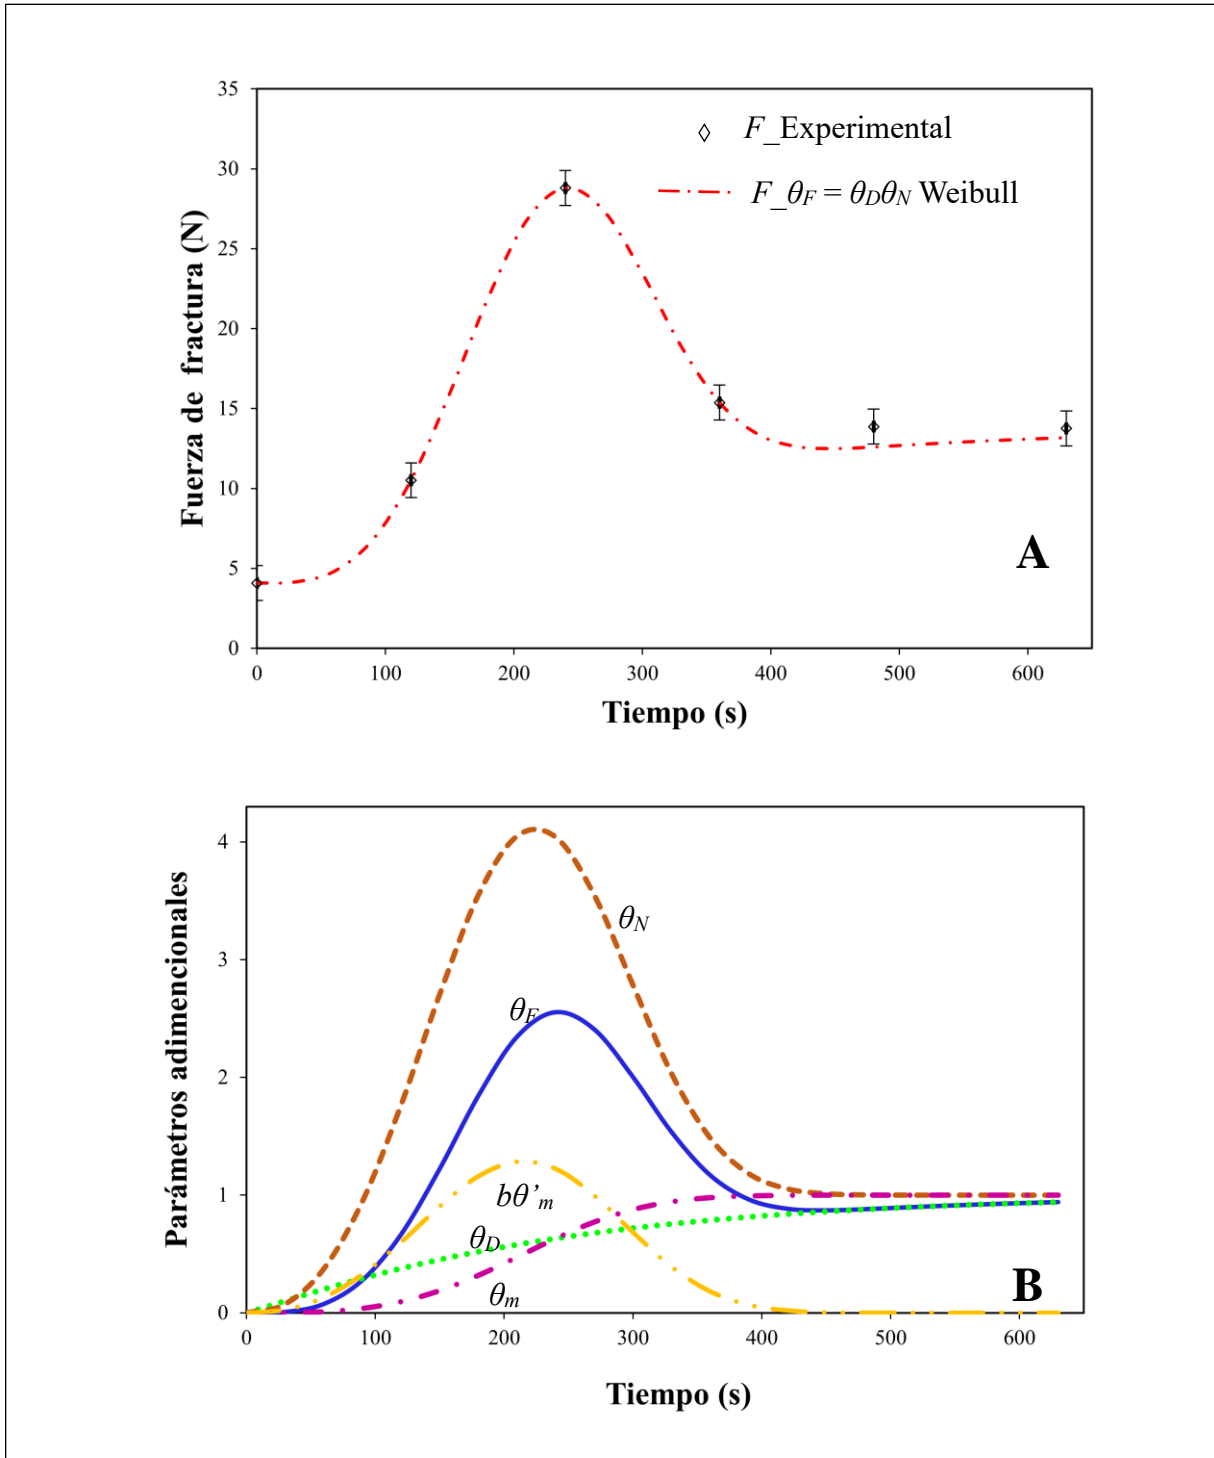 35
30
25
20
15
10
5
0
Fuerza de fractura (N)
F_Experimental
F_θF = θDθN Weibull
A
0 100 200 300 400 500 600
Tiempo (s)
4
3
2
1
0
Parámetros adimencionales
θN
θF
bθ’m
θD
θm
B
0 100 200 300 400 500 600
Tiempo (s)